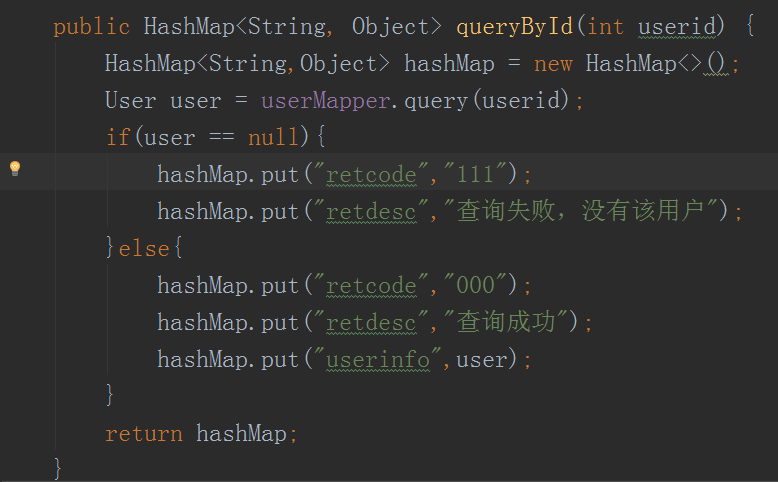 public HashMap<String, Object> queryById(int userid) {
HashMap<String,Object> hashMap = new HashMap<>();
User user = userMapper.query(userid);
if(user == null){
hashMap.put("retcode","111");
hashMap.put("retdesc","查询失败，没有该用户");
}else{
hashMap.put("retcode","000");
hashMap.put("retdesc","查询成功");
hashMap.put("userinfo",user);
}
return hashMap;
}